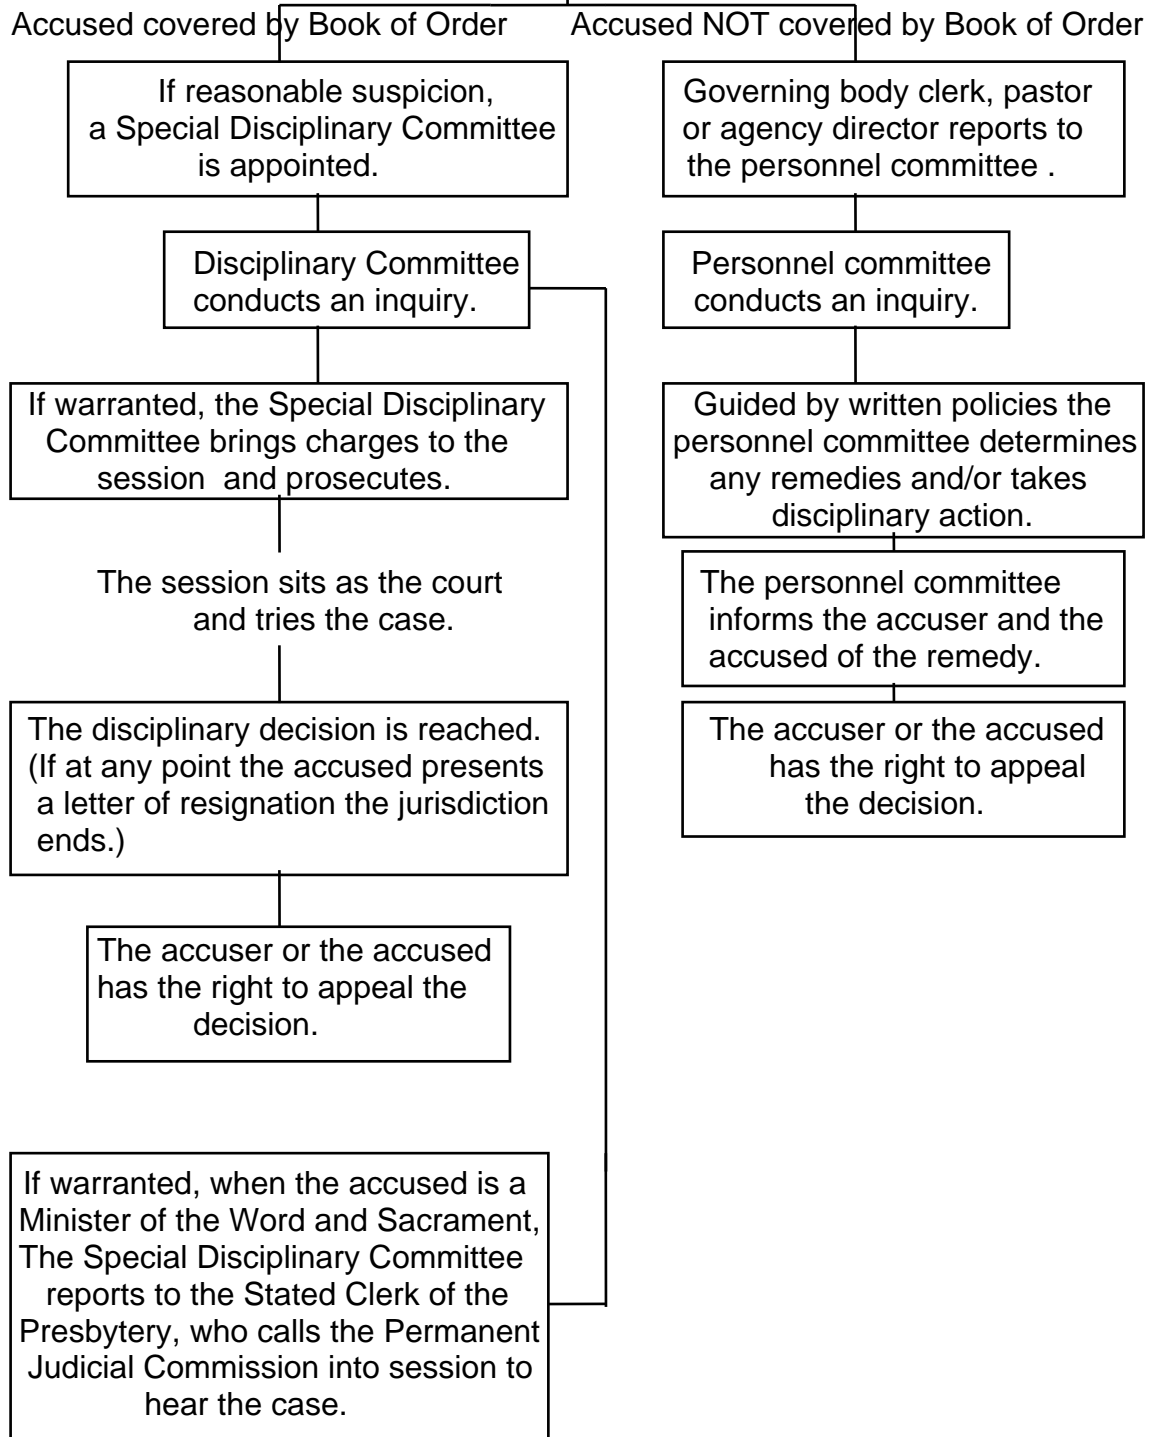 Accused covered by Book of Order
If reasonable suspicion,
a Special Disciplinary Committee
is appointed.
Disciplinary Committee
conducts an inquiry.
If warranted, the Special Disciplinary
Committee brings charges to the
session and prosecutes.
The session sits as the court
and tries the case.
The disciplinary decision is reached.
(If at any point the accused presents
a letter of resignation the jurisdiction
ends.)
The accuser or the accused
has the right to appeal the
decision.
If warranted, when the accused is a
Minister of the Word and Sacrament,
The Special Disciplinary Committee
reports to the Stated Clerk of the
Presbytery, who calls the Permanent
Judicial Commission into session to
hear the case.
Accused NOT covered by Book of Order
Governing body clerk, pastor
or agency director reports to
the personnel committee .
Personnel committee
conducts an inquiry.
Guided by written policies the
personnel committee determines
any remedies and/or takes
disciplinary action.
The personnel committee
informs the accuser and the
accused of the remedy.
The accuser or the accused
has the right to appeal
the decision.